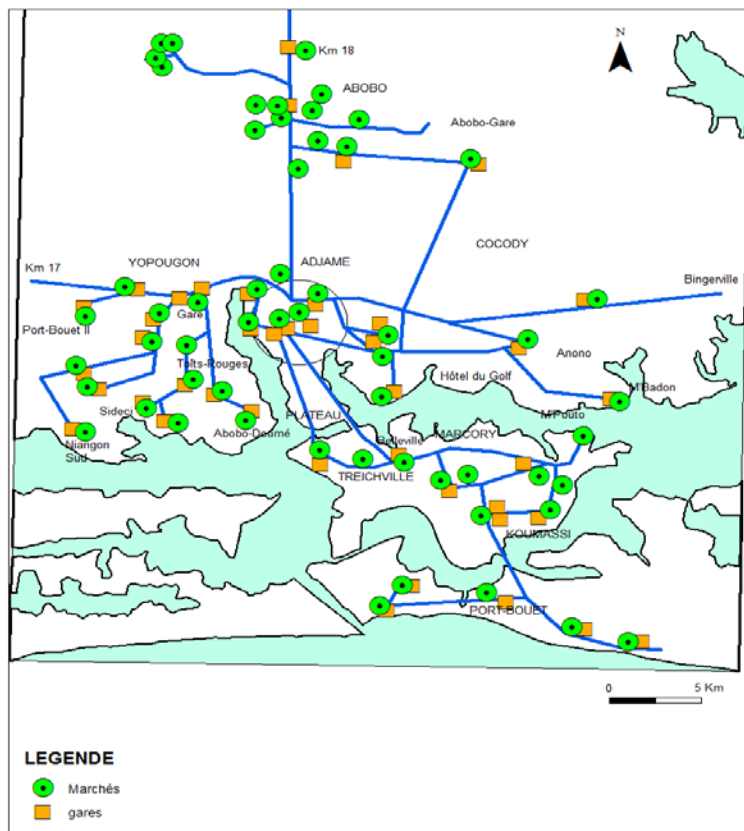 N
Km 18
ABOBO
Abobo-Gare
COCODY
Km 17
YOPOUGON
ADJAME
Bingerville
Port-Bouet II
Gare
Anono
Toits-Rouges
Hôtel du Golf
M'Badon
Sideci
PLATEAU
M'Pouto
Abobo-Doumé
Belleville
MARCORY
Niangon
Sud
TREICHVILLE
KOUMASSI
PORT-BOUET
0 5 Km
LEGENDE
Marchés
gares